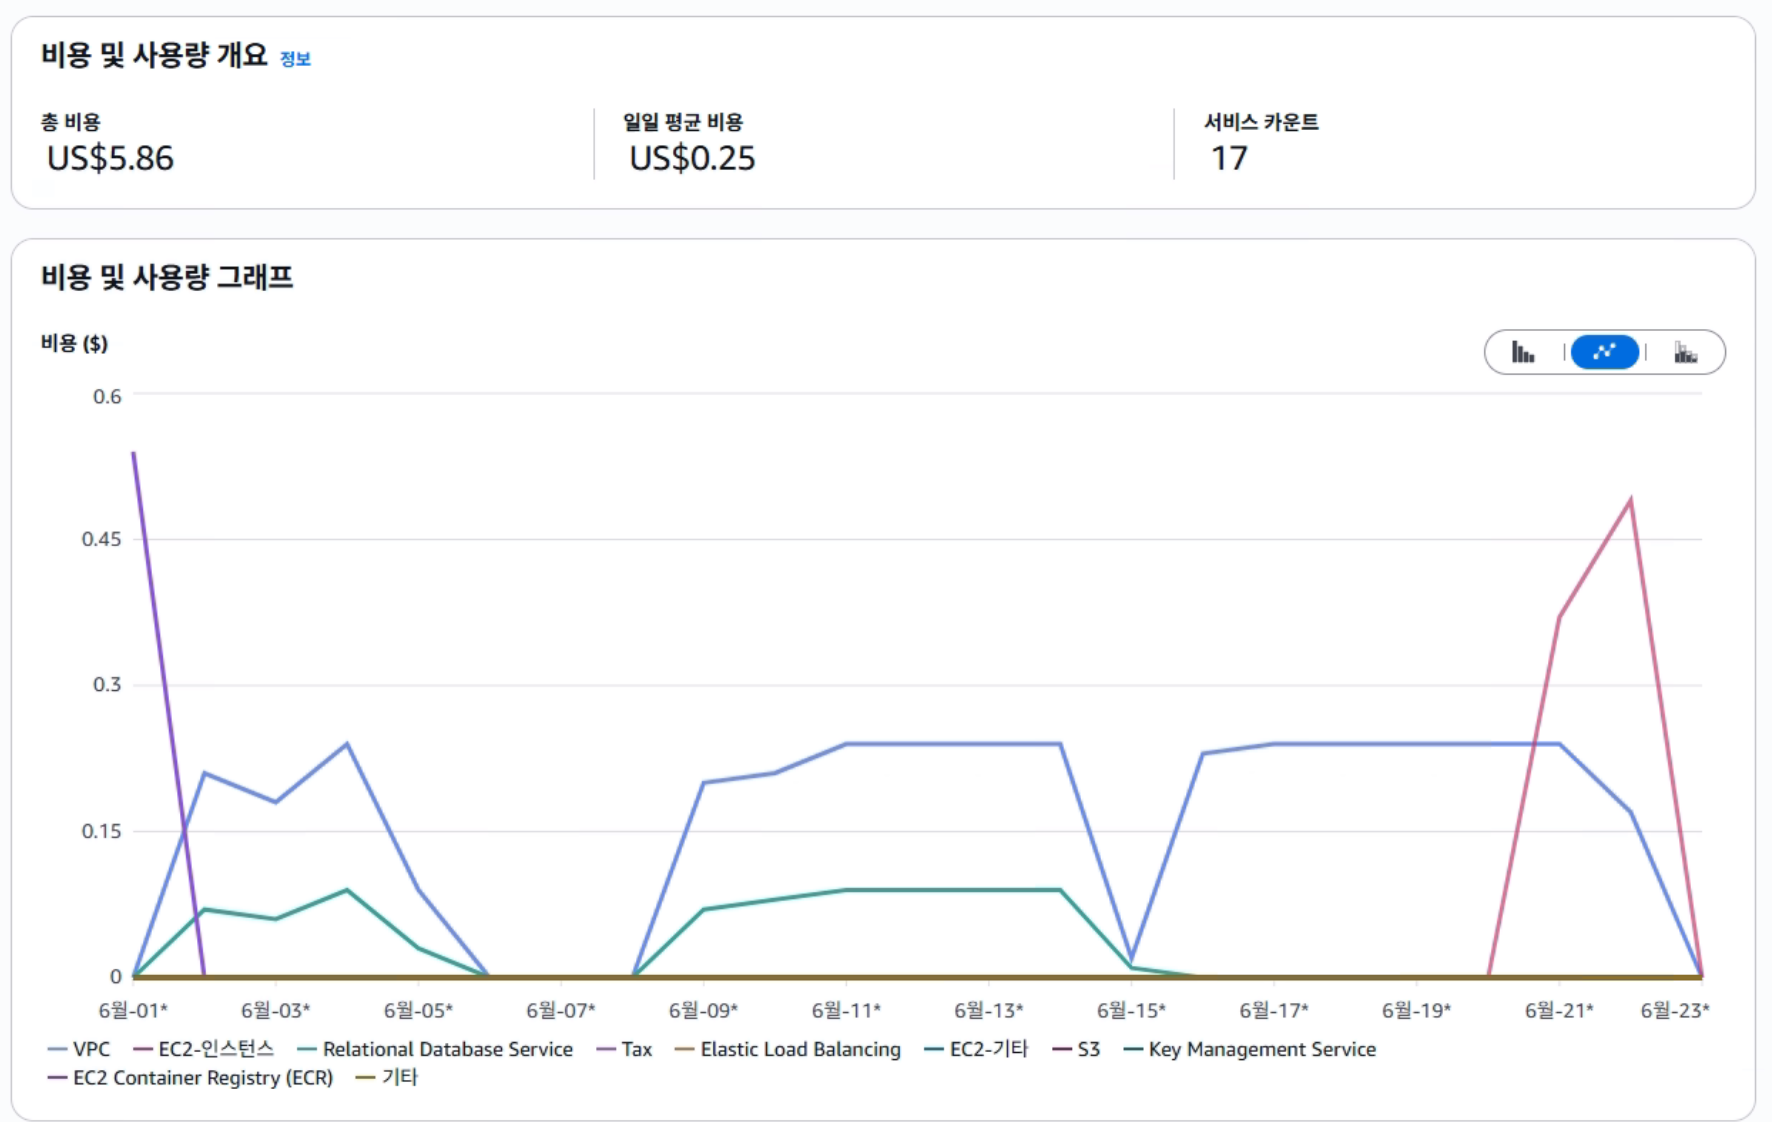 비용 및 사용량 개요 정보
총 비용
US$5.86
일일 평균 비용
US$0.25
서비스 카운트
17
비용 및 사용량 그래프
비용 ($)
0.6
0.45
0.3
0.15
0
6월-01* 6월-03* 6월-05* 6월-07* 6월-09* 6월-11* 6월-13* 6월-15* 6월-17* 6월-19* 6월-21* 6월-23*
VPC EC2-인스턴스 Relational Database Service Tax Elastic Load Balancing EC2-기타 S3 Key Management Service
EC2 Container Registry (ECR) 기타